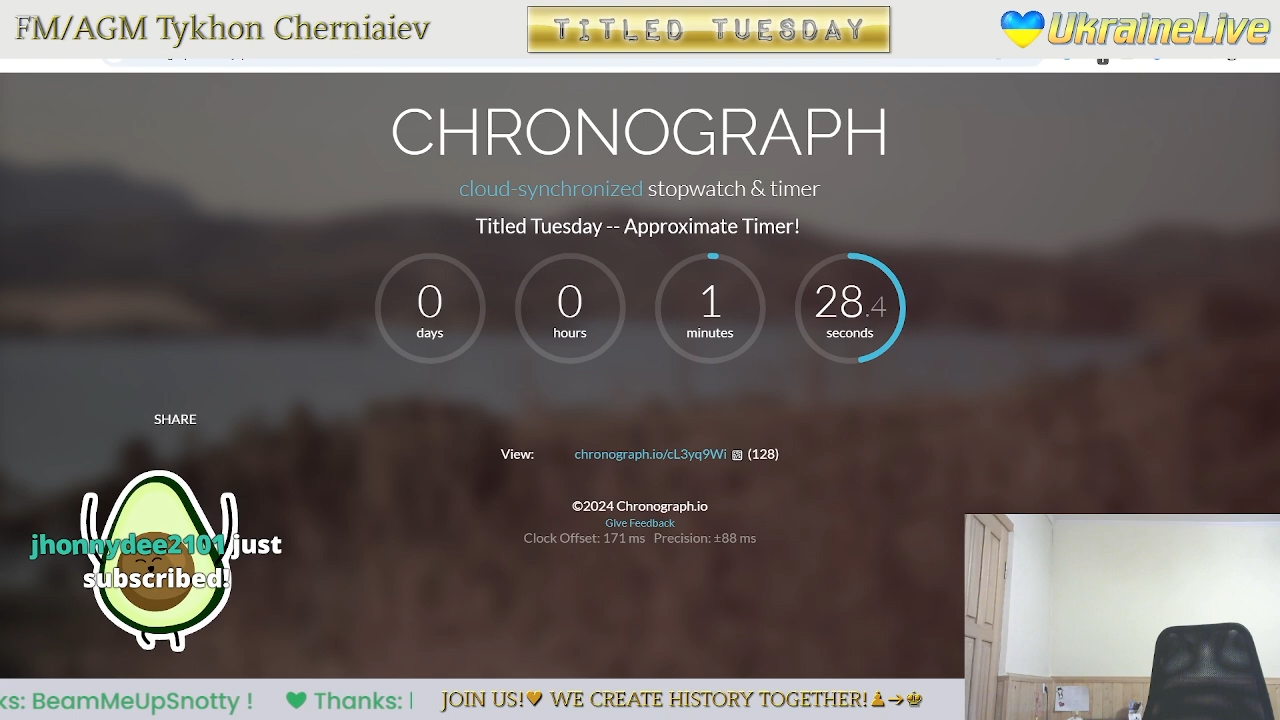 FM/AGM Tykhon Cherniaiev
TITLED TUESDAY
UkraineLive
CHRONOGRAPH
cloud-synchronized stopwatch & timer
Titled Tuesday -- Approximate Timer!
0 0 1 28.4
days hours minutes seconds
SHARE
View: chronograph.io/cL3yq9Wi (128)
©2024 Chronograph.io
Give Feedback
Clock Offset: 171 ms Precision: ±88 ms
jhonnydee2101 just
subscribed!
ks: BeamMeUpSnotty ! 💚 Thanks:
JOIN US!🧡 WE CREATE HISTORY TOGETHER!♟→♚